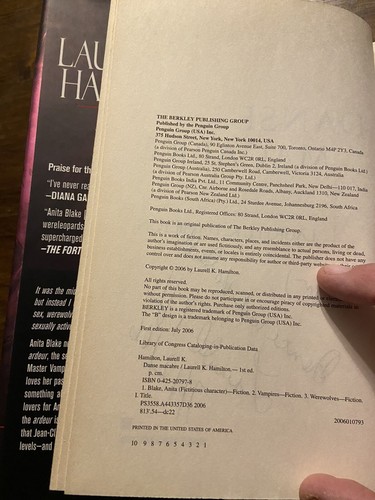 LAU
HA
Praise for th
"I've never rea
—DIANA GA
"Anita Blake
wereleopards
supercharged
—THE FORT
It was the mi
but instead I
sex, werewol
sexually active
Anita Blake
ardeur, the s
Master Vamp
loves her pas
something a
lovers for An
the ardeur is
that Jean-Cl
levels—and
THE BERKLEY PUBLISHING GROUP
Published by the Penguin Group
Penguin Group (USA) Inc.
375 Hudson Street, New York, New York 10014, USA
Penguin Group (Canada), 90 Eglinton Avenue East, Suite 700, Toronto, Ontario M4P 2Y3, Canada
(a division of Pearson Penguin Canada Inc.)
Penguin Books Ltd., 80 Strand, London WC2R 0RL, England
Penguin Group Ireland, 25 St. Stephen's Green, Dublin 2, Ireland (a division of Penguin Books Ltd.)
Penguin Group (Australia), 250 Camberwell Road, Camberwell, Victoria 3124, Australia
(a division of Pearson Australia Group Pty. Ltd.)
Penguin Books India Pvt. Ltd., 11 Community Centre, Panchsheel Park, New Delhi—110 017, India
Penguin Group (NZ), Cnr. Airborne and Rosedale Roads, Albany, Auckland 1310, New Zealand
(a division of Pearson New Zealand Ltd.)
Penguin Books (South Africa) (Pty.) Ltd., 24 Sturdee Avenue, Johannesburg 2196, South Africa
Penguin Books Ltd., Registered Offices: 80 Strand, London WC2R 0RL, England
This book is an original publication of The Berkley Publishing Group.
This is a work of fiction. Names, characters, places, and incidents either are the product of the
author's imagination or are used fictitiously, and any resemblance to actual persons, living or dead,
business establishments, events, or locales is entirely coincidental. The publisher does not have any
control over and does not assume any responsibility for author or third-party
Copyright © 2006 by Laurell K. Hamilton.
All rights reserved.
No part of this book may be reproduced, scanned, or distributed in any printed or
without permission. Please do not participate in or encourage piracy of copyrighted materials in
violation of the author's rights. Purchase only authorized editions.
BERKLEY is a registered trademark of Penguin Group (USA) Inc.
The "B" design is a trademark belonging to Penguin Group (USA) Inc.
First edition: July 2006
Library of Congress Cataloging-in-Publication Data
Hamilton, Laurell K.
Danse macabre / Laurell K. Hamilton.— 1st ed.
p. cm.
ISBN 0-425-20797-8
1. Blake, Anita (Fictitious character)—Fiction. 2. Vampires—Fiction. 3. Werewolves—Fiction.
I. Title.
PS3558.A443357D36 2006
813'.54—dc22
2006010793
PRINTED IN THE UNITED STATES OF AMERICA
10 9 8 7 6 5 4 3 2 1